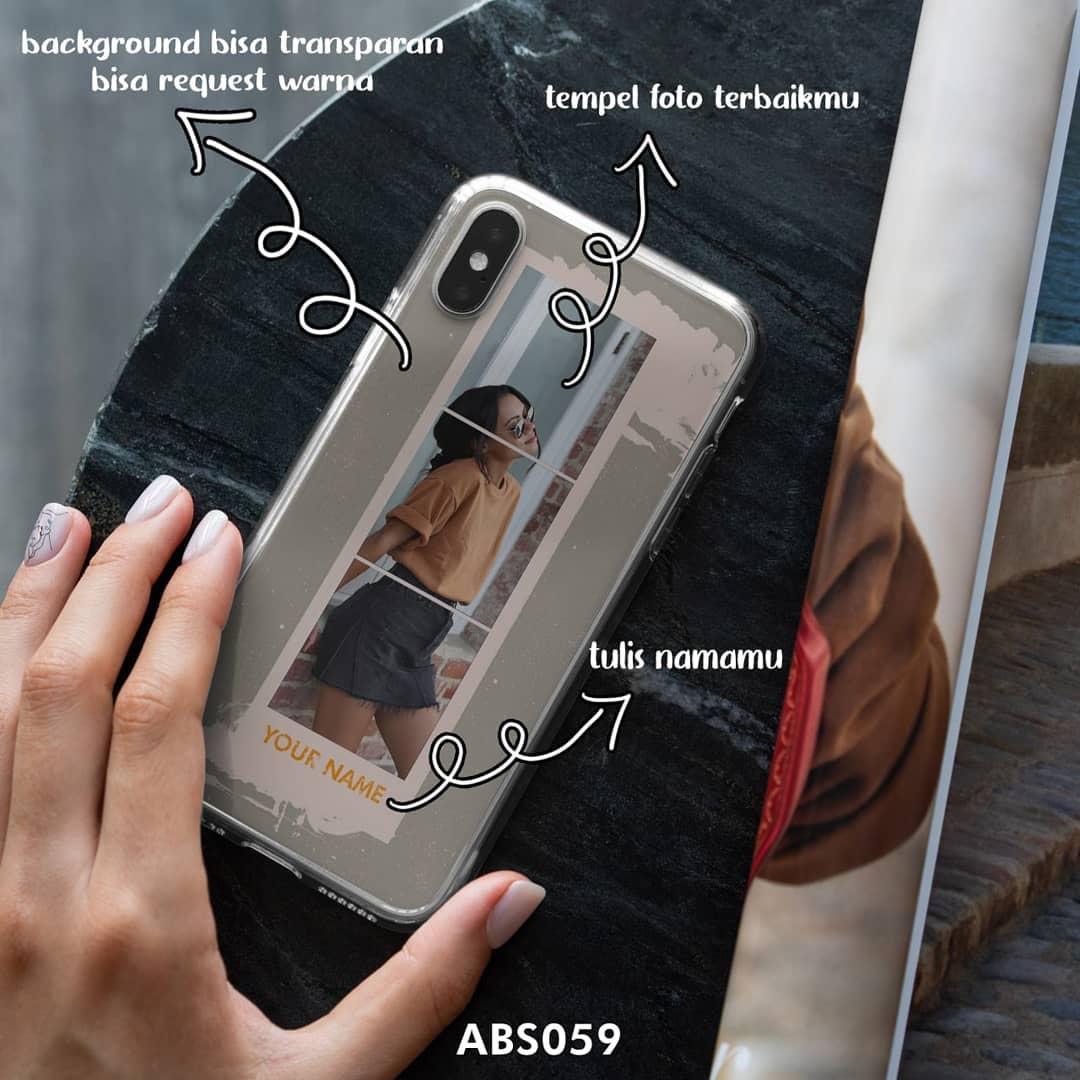 background bisa transparan
bisa request warna
tempel foto terbaikmu
tulis namamu
YOUR NAME
ABS059